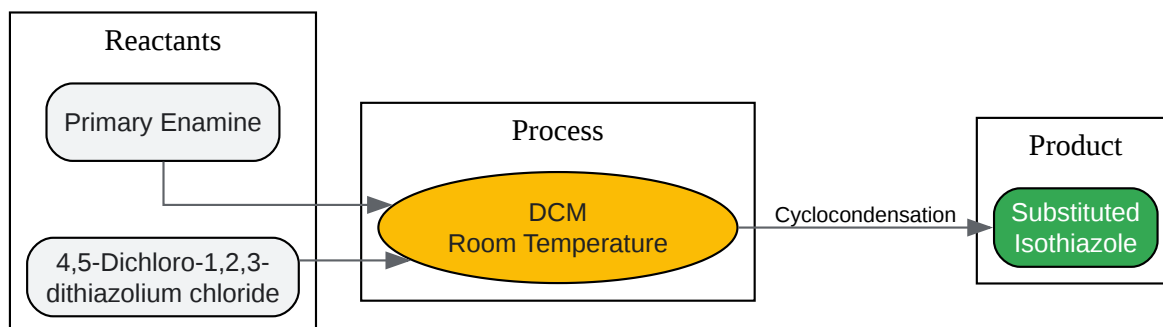 Reactants
Primary Enamine
4,5-Dichloro-1,2,3-
dithiazolium chloride
Process
DCM
Room Temperature
Cyclocondensation
Product
Substituted
Isothiazole